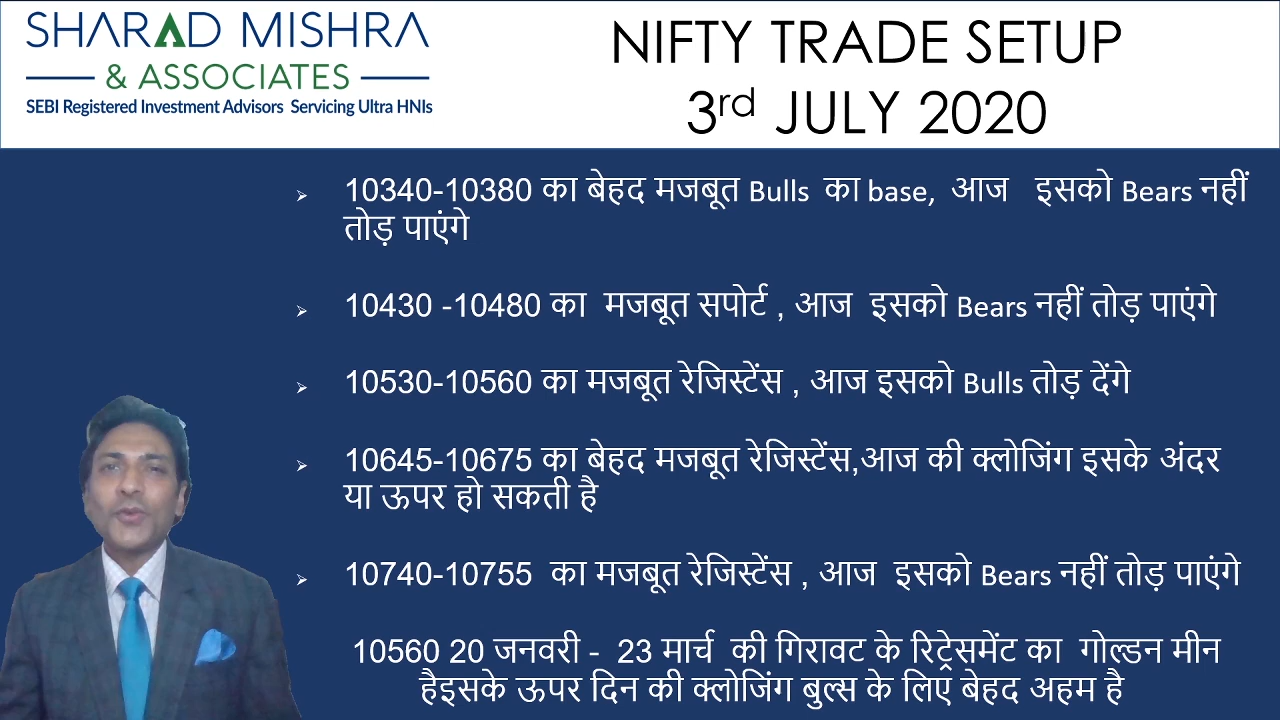 SHARAD MISHRA
& ASSOCIATES
SEBI Registered Investment Advisors Servicing Ultra HNIs
NIFTY TRADE SETUP
3rd JULY 2020
10340-10380 का बेहद मजबूत Bulls का base, आज इसको Bears नहीं
तोड़ पाएंगे
10430 -10480 का मजबूत सपोर्ट , आज इसको Bears नहीं तोड़ पाएंगे
10530-10560 का मजबूत रेजिस्टेंस , आज इसको Bulls तोड़ देंगे
10645-10675 का बेहद मजबूत रेजिस्टेंस,आज की क्लोजिंग इसके अंदर
या ऊपर हो सकती है
10740-10755 का मजबूत रेजिस्टेंस , आज इसको Bears नहीं तोड़ पाएंगे
10560 20 जनवरी - 23 मार्च की गिरावट के रिट्रेसमेंट का गोल्डन मीन
हैइसके ऊपर दिन की क्लोजिंग बुल्स के लिए बेहद अहम है